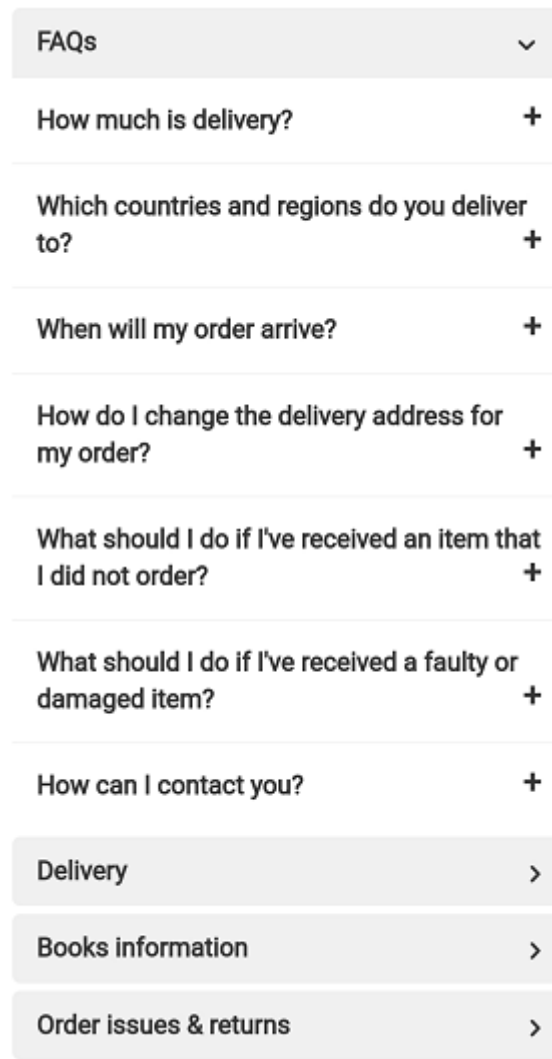 FAQs
How much is delivery?
Which countries and regions do you deliver
to?
When will my order arrive?
How do I change the delivery address for
my order?
What should I do if I've received an item that
I did not order?
What should I do if I've received a faulty or
damaged item?
How can I contact you?
Delivery
Books information
Order issues & returns